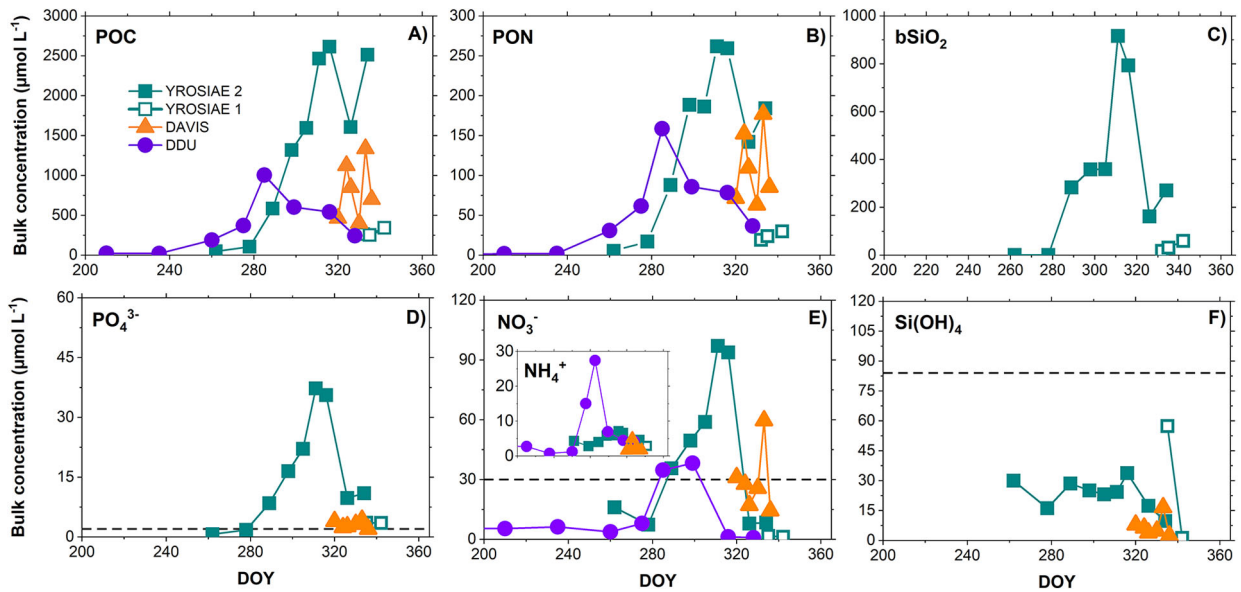 POC
A)
Bulk concentration (µmol L⁻¹)
3000
2500
2000
1500
1000
500
0
YROSIAE 2
YROSIAE 1
DAVIS
DDU
200 240 280 320 360
PON
B)
300
250
200
150
100
50
0
200 240 280 320 360
bSiO₂
C)
1000
800
600
400
200
0
200 240 280 320 360
PO₄³⁻
D)
Bulk concentration (µmol L⁻¹)
60
45
30
15
0
200 240 280 320 360
DOY
NO₃⁻
E)
120
90
60
30
0
NH₄⁺
30
20
10
0
200 240 280 320 360
DOY
Si(OH)₄
F)
120
105
90
75
60
45
30
15
0
200 240 280 320 360
DOY